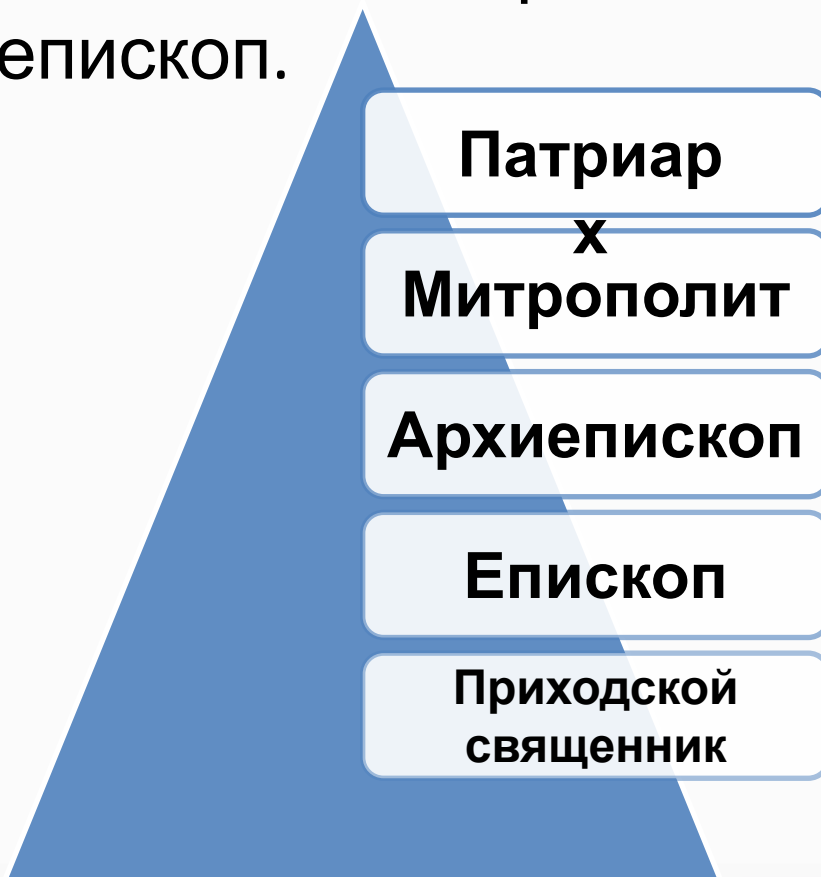 епископ.
Патриар
х
Митрополит
Архиепископ
Епископ
Приходской
священник